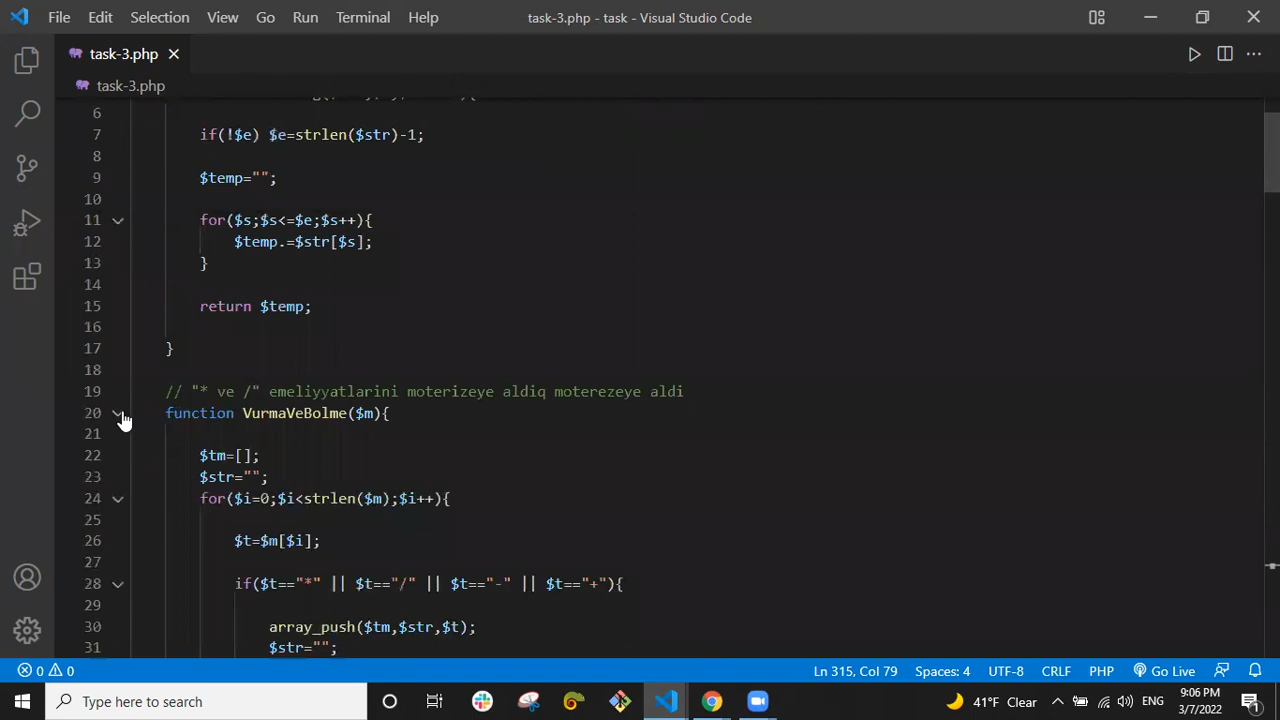 File Edit Selection View Go Run Terminal Help task-3.php - task - Visual Studio Code
task-3.php
task-3.php
6
7 if(!$e) $e=strlen($str)-1;
8
9 $temp="";
10
11 for($s;$s<=$e;$s++){
12 $temp.=$str[$s];
13 }
14
15 return $temp;
16
17 }
18
19 // "* ve /" emeliyyatlarini moterizeye aldiq moterezeye aldi
20 function VurmaVeBolme($m){
21
22 $tm=[];
23 $str="";
24 for($i=0;$i<strlen($m);$i++){
25
26 $t=$m[$i];
27
28 if($t=="*" || $t=="/" || $t=="-" || $t=="+"){
29
30 array_push($tm,$str,$t);
31 $str="";
0 0 Ln 315, Col 79 Spaces: 4 UTF-8 CRLF PHP Go Live
Type here to search 41°F Clear ENG 9:06 PM
3/7/2022 1